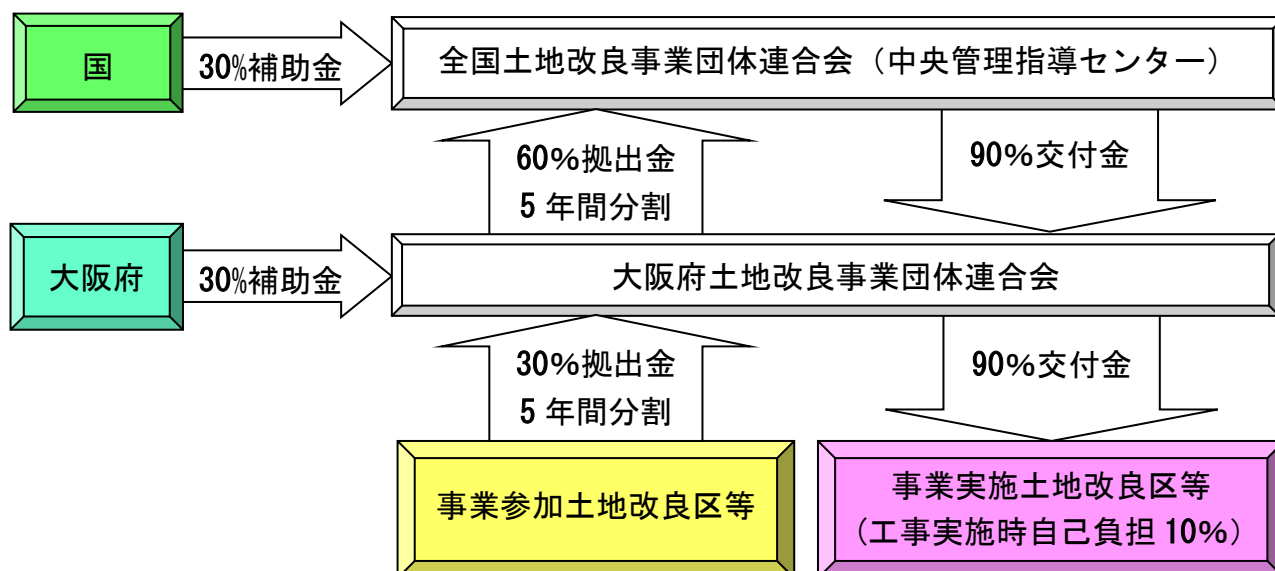 国
30%補助金
全国土地改良事業団体連合会（中央管理指導センター）
60％拠出金
5 年間分割
90％交付金
大阪府
30%補助金
大阪府土地改良事業団体連合会
30％拠出金
5 年間分割
90％交付金
事業参加土地改良区等
事業実施土地改良区等
（工事実施時自己負担 10％）